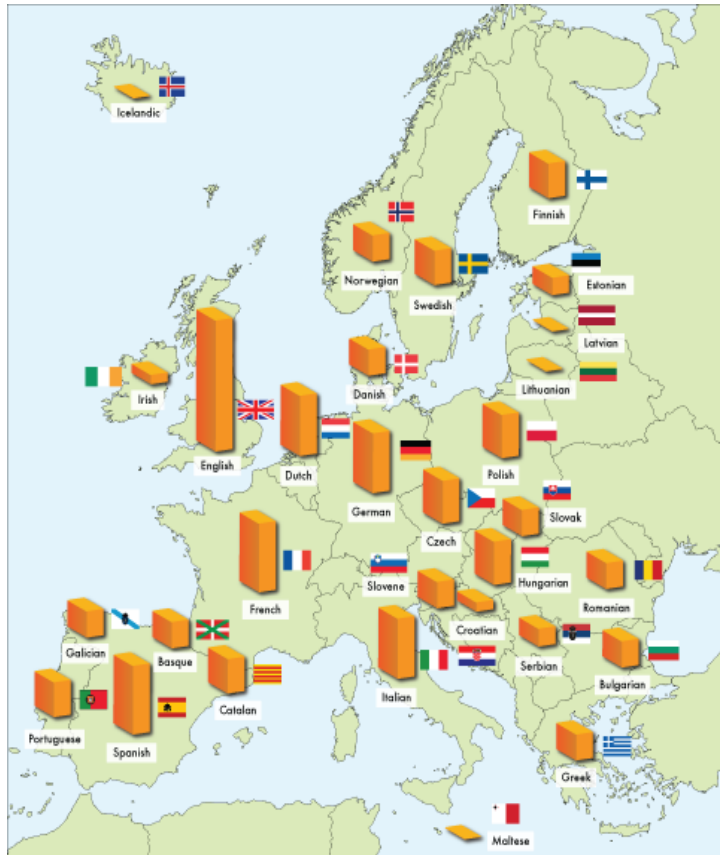 Icelandic
Finnish
Norwegian
Swedish
Estonian
Latvian
Danish
Lithuanian
Irish
English
Dutch
Polish
German
Slovak
Czech
Hungarian
Slovene
French
Romanian
Croatian
Galician
Basque
Serbian
Bulgarian
Italian
Catalan
Portuguese
Spanish
Greek
Maltese